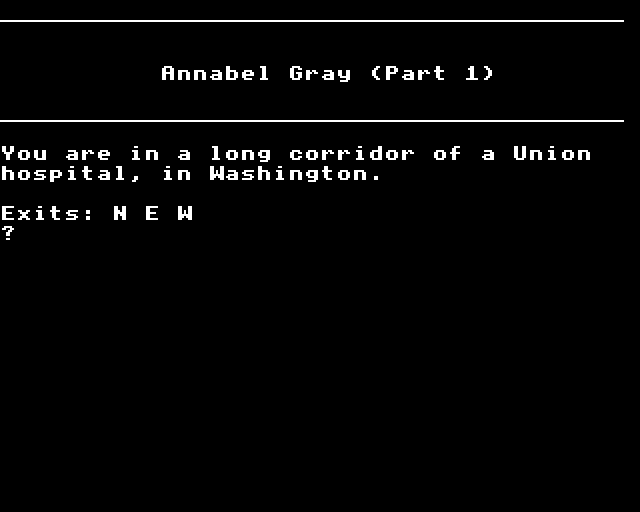 Annabel Gray (Part 1)
You are in a long corridor of a Union
hospital, in Washington.
Exits: N E W
?